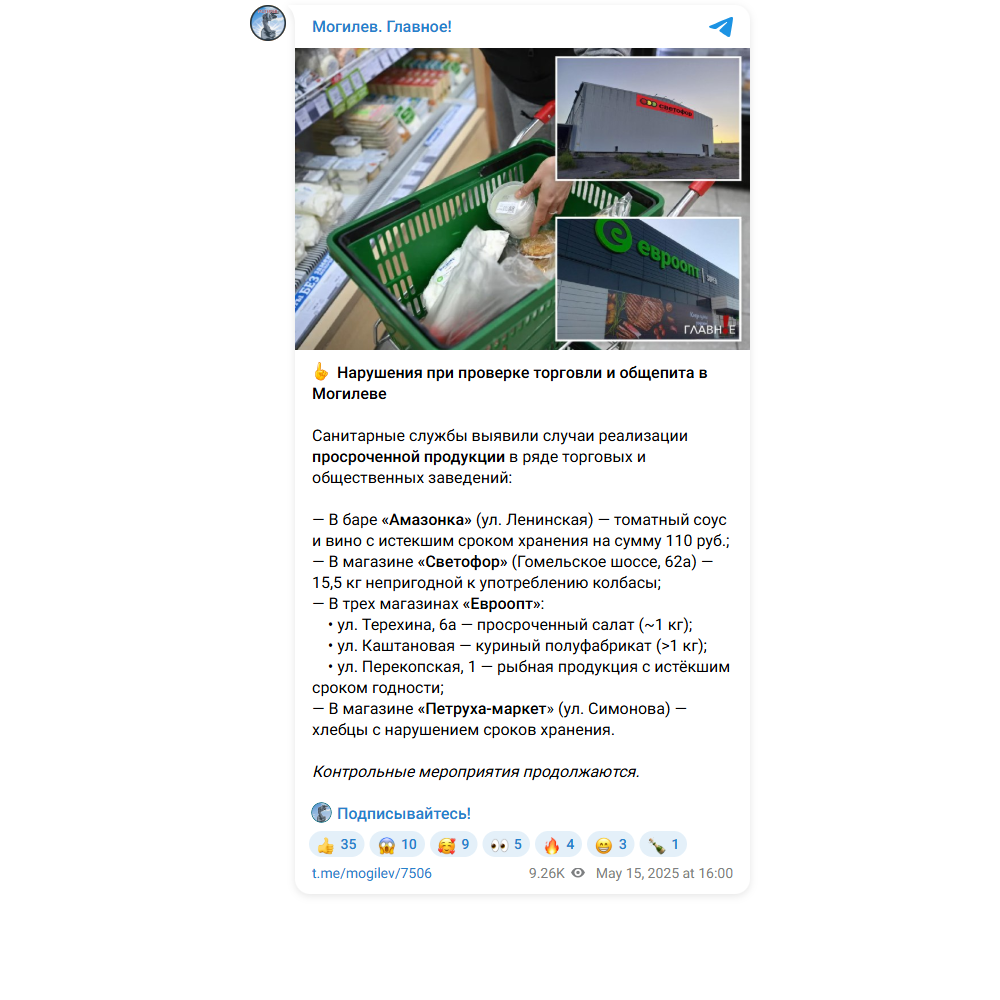 Могилев. Главное!
светофор
евроопт
БЕЗ
ГЛАВН!Е
👆 Нарушения при проверке торговли и общепита в
Могилеве
Санитарные службы выявили случаи реализации
просроченной продукции в ряде торговых и
общественных заведений:
— В баре «Амазонка» (ул. Ленинская) — томатный соус
и вино с истекшим сроком хранения на сумму 110 руб.;
— В магазине «Светофор» (Гомельское шоссе, 62а) —
15,5 кг непригодной к употреблению колбасы;
— В трех магазинах «Евроопт»:
• ул. Терехина, 6а — просроченный салат (~1 кг);
• ул. Каштановая — куриный полуфабрикат (>1 кг);
• ул. Перекопская, 1 — рыбная продукция с истёкшим
сроком годности;
— В магазине «Петруха-маркет» (ул. Симонова) —
хлебцы с нарушением сроков хранения.
Контрольные мероприятия продолжаются.
Подписывайтесь!
👍 35 😱 10 🥰 9 👀 5 🔥 4 😁 3 🍾 1
t.me/mogilev/7506 9.26K May 15, 2025 at 16:00